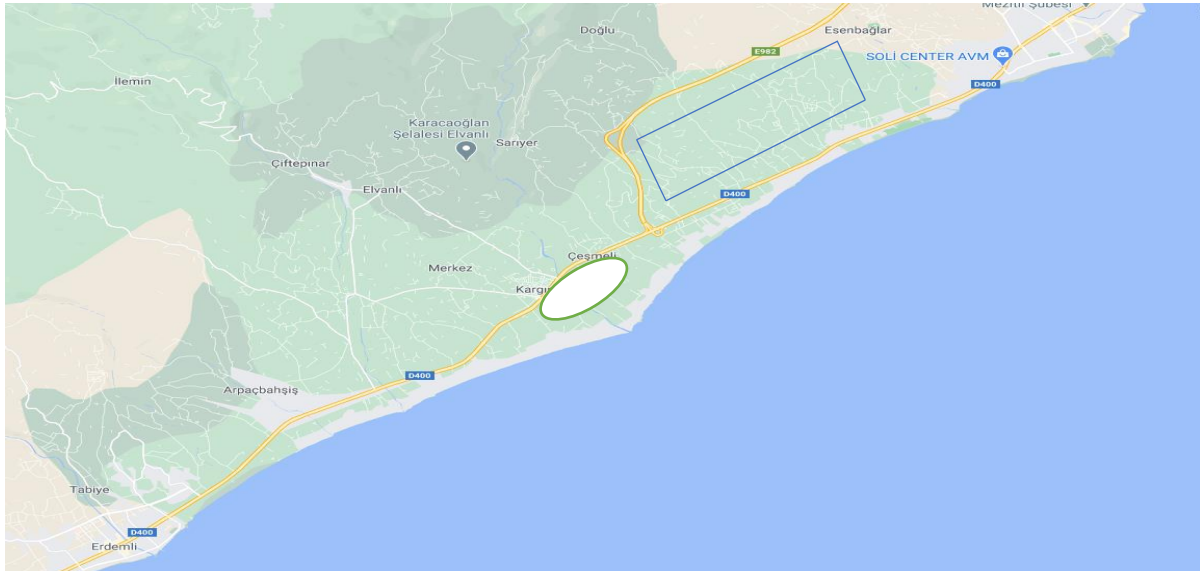 Mezitli Şubesi
Doğlu
Esenbağlar
E982
SOLİ CENTER AVM
İlemin
D400
Karacaoğlan
Şelalesi Elvanlı
Sarıyer
Çiftepınar
Elvanlı
D400
Çeşmeli
Merkez
Kargı
D400
Arpaçbahşiş
Tabiye
D400
Erdemli